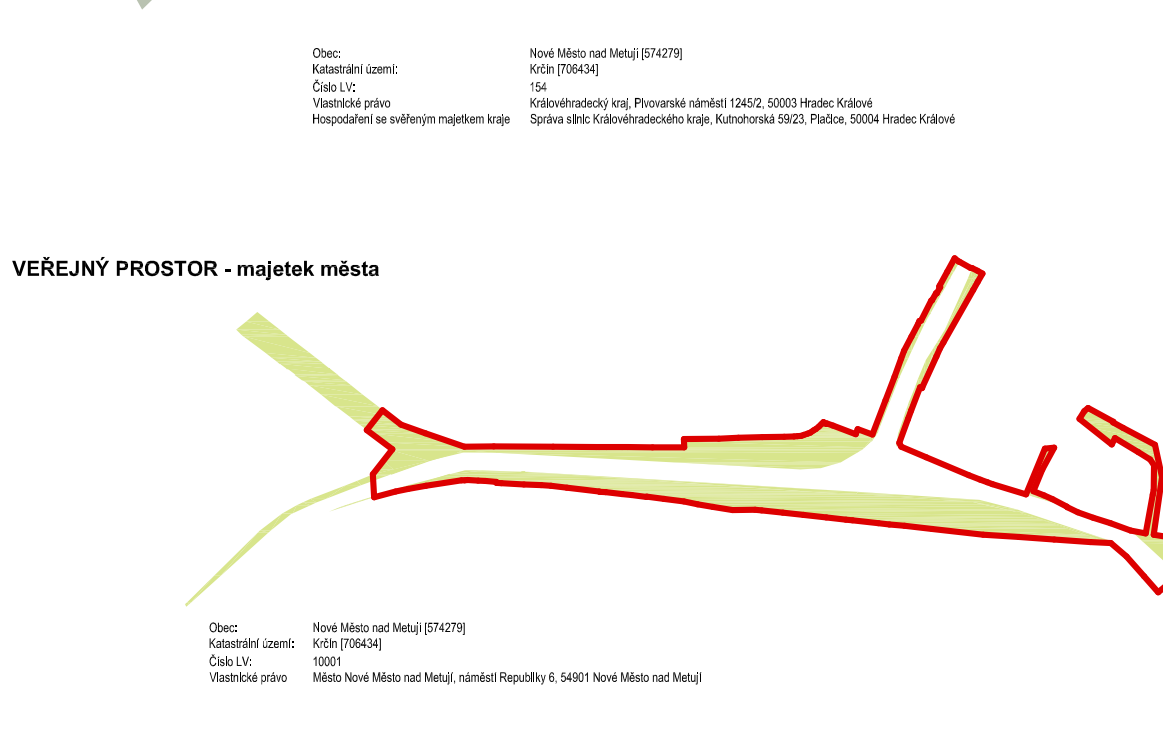 Obec: Nové Město nad Metují [574279]
Katastrální území: Krčín [706434]
Číslo LV: 154
Vlastnické právo Královéhradecký kraj, Pivovarské náměstí 1245/2, 50003 Hradec Králové
Hospodaření se svěřeným majetkem kraje Správa silnic Královéhradeckého kraje, Kutnohorská 59/23, Plačice, 50004 Hradec Králové
VEŘEJNÝ PROSTOR - majetek města
Obec: Nové Město nad Metují [574279]
Katastrální území: Krčín [706434]
Číslo LV: 10001
Vlastnické právo Město Nové Město nad Metují, náměstí Republiky 6, 54901 Nové Město nad Metují